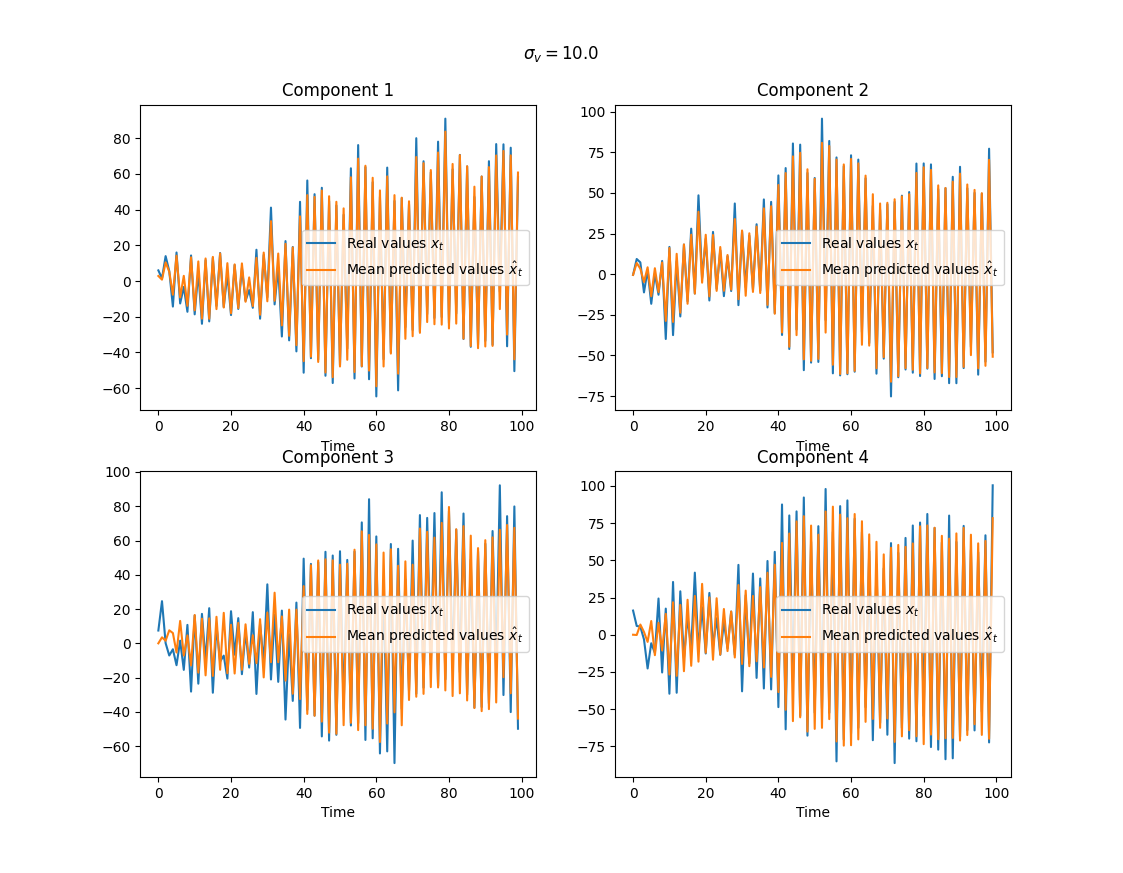 σ_v = 10.0
Component 1
80
60
40
20
0
−20
−40
−60
0 20 40 60 80 100
Time
Real values x_t
Mean predicted values x̂_t
Component 2
100
75
50
25
0
−25
−50
−75
0 20 40 60 80 100
Time
Real values x_t
Mean predicted values x̂_t
Component 3
100
80
60
40
20
0
−20
−40
−60
0 20 40 60 80 100
Time
Real values x_t
Mean predicted values x̂_t
Component 4
100
75
50
25
0
−25
−50
−75
0 20 40 60 80 100
Time
Real values x_t
Mean predicted values x̂_t